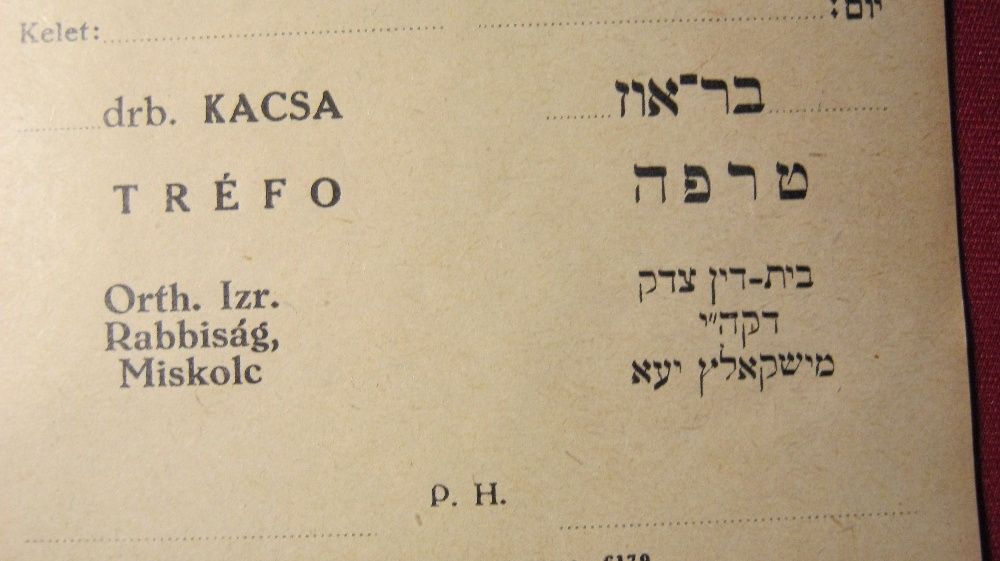 Kelet: יום:
drb. KACSA בר־אוז
TRÉFO טרפה
Orth. Izr. בית-דין צדק
Rabbiság, דקה״י
Miskolc מישקאלץ יעא
P. H.